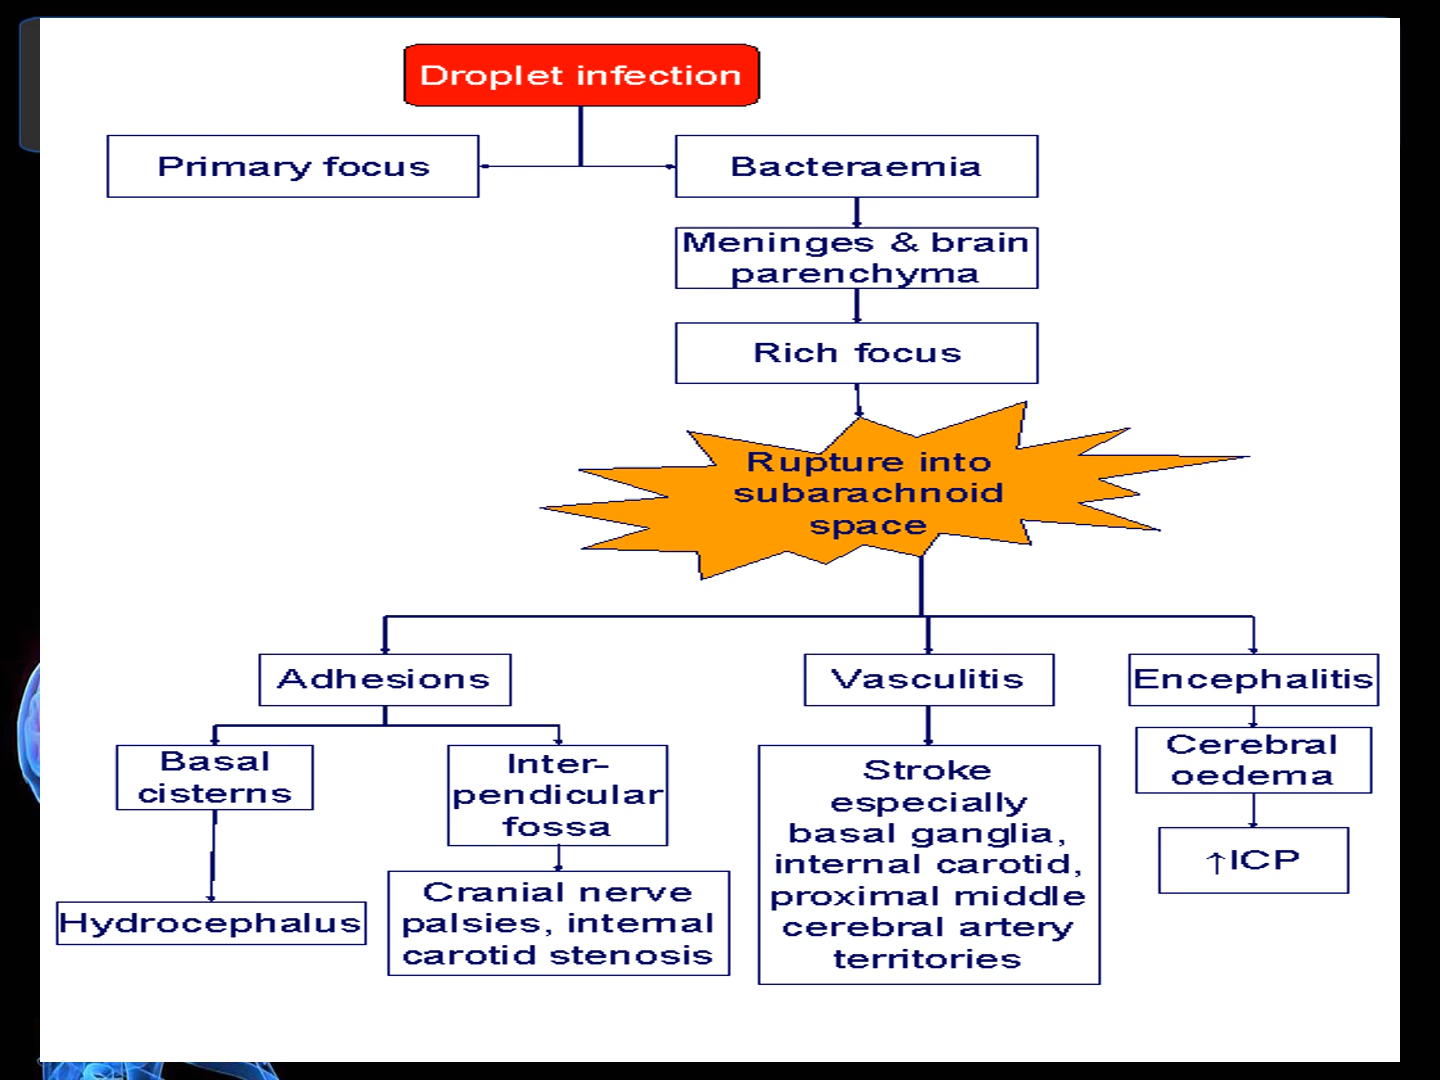 Droplet infection
Primary focus
Bacteraemia
Meninges & brain
parenchyma
Rich focus
Rupture into
subarachnoid
space
Adhesions
Vasculitis
Encephalitis
Basal
cisterns
Inter-
pendicular
fossa
Stroke
especially
basal ganglia,
internal carotid,
proximal middle
cerebral artery
territories
Cerebral
oedema
↑ICP
Hydrocephalus
Cranial nerve
palsies, internal
carotid stenosis